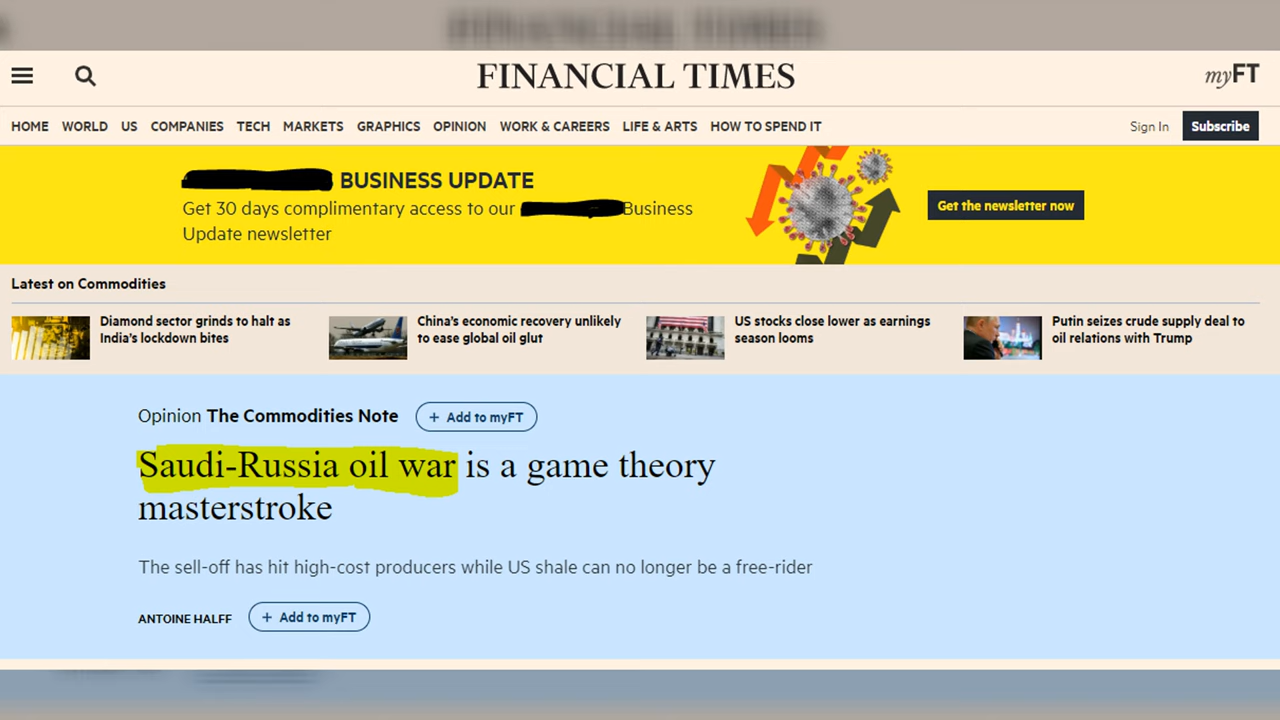 FINANCIAL TIMES
FINANCIAL TIMES
myFT
HOME WORLD US COMPANIES TECH MARKETS GRAPHICS OPINION WORK & CAREERS LIFE & ARTS HOW TO SPEND IT
Sign In Subscribe
BUSINESS UPDATE
Get 30 days complimentary access to our Business
Update newsletter
Get the newsletter now
Latest on Commodities
Diamond sector grinds to halt as
India's lockdown bites
China's economic recovery unlikely
to ease global oil glut
US stocks close lower as earnings
season looms
Putin seizes crude supply deal to
oil relations with Trump
Opinion The Commodities Note + Add to myFT
Saudi-Russia oil war is a game theory
masterstroke
The sell-off has hit high-cost producers while US shale can no longer be a free-rider
ANTOINE HALFF + Add to myFT